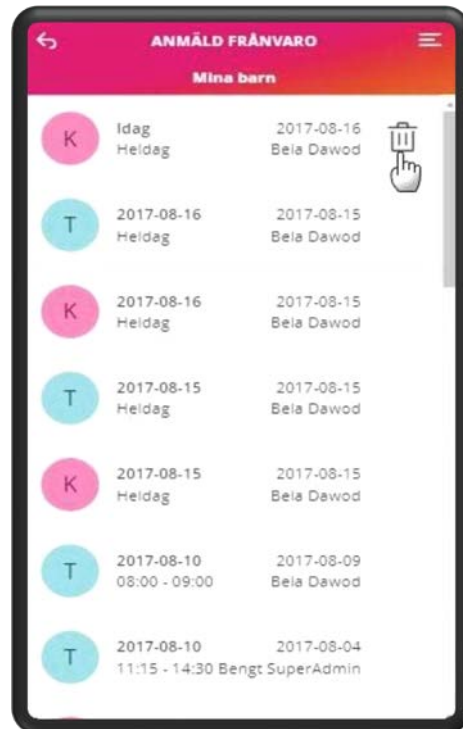 ANMÄLD FRÅNVARO
Mina barn
K Idag 2017-08-16
Heldag Bela Dawod
T 2017-08-16 2017-08-15
Heldag Bela Dawod
K 2017-08-16 2017-08-15
Heldag Bela Dawod
T 2017-08-15 2017-08-15
Heldag Bela Dawod
K 2017-08-15 2017-08-15
Heldag Bela Dawod
T 2017-08-10 2017-08-09
08:00 - 09:00 Bela Dawod
T 2017-08-10 2017-08-04
11:15 - 14:30 Bengt SuperAdmin